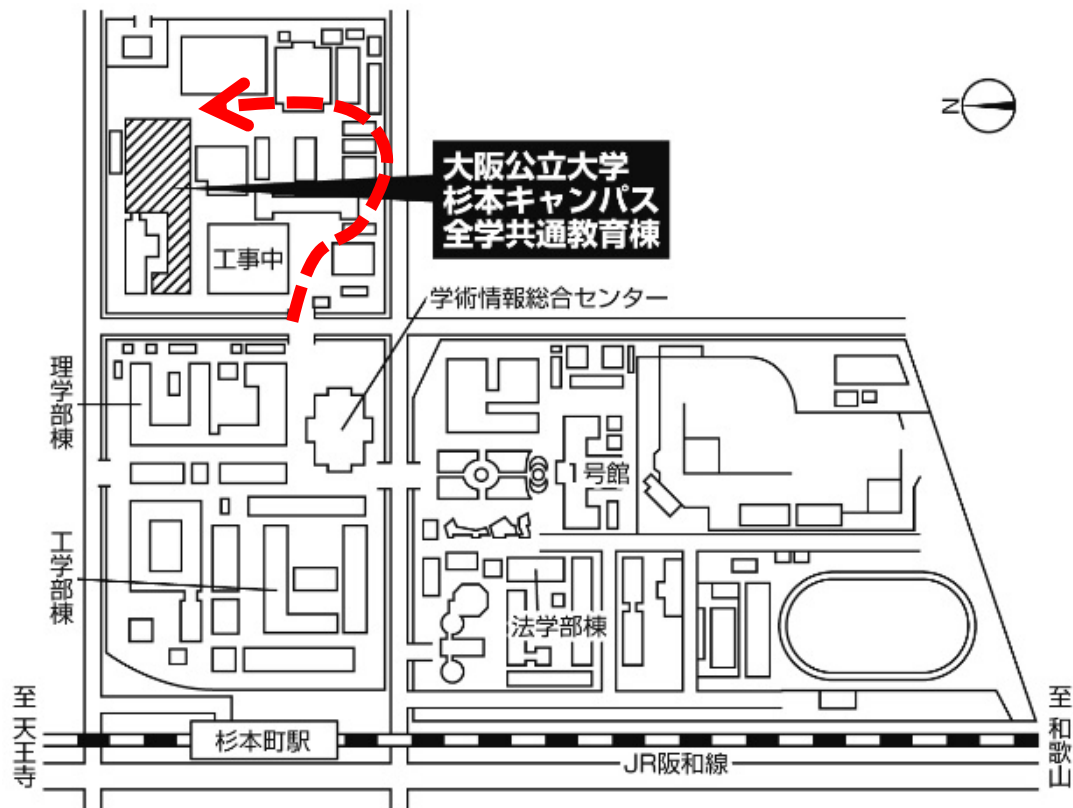 N
大阪公立大学
杉本キャンパス
全学共通教育棟
工事中
学術情報総合センター
理学部棟
1号館
工学部棟
法学部棟
至 天王寺
杉本町駅
JR阪和線
至 和歌山